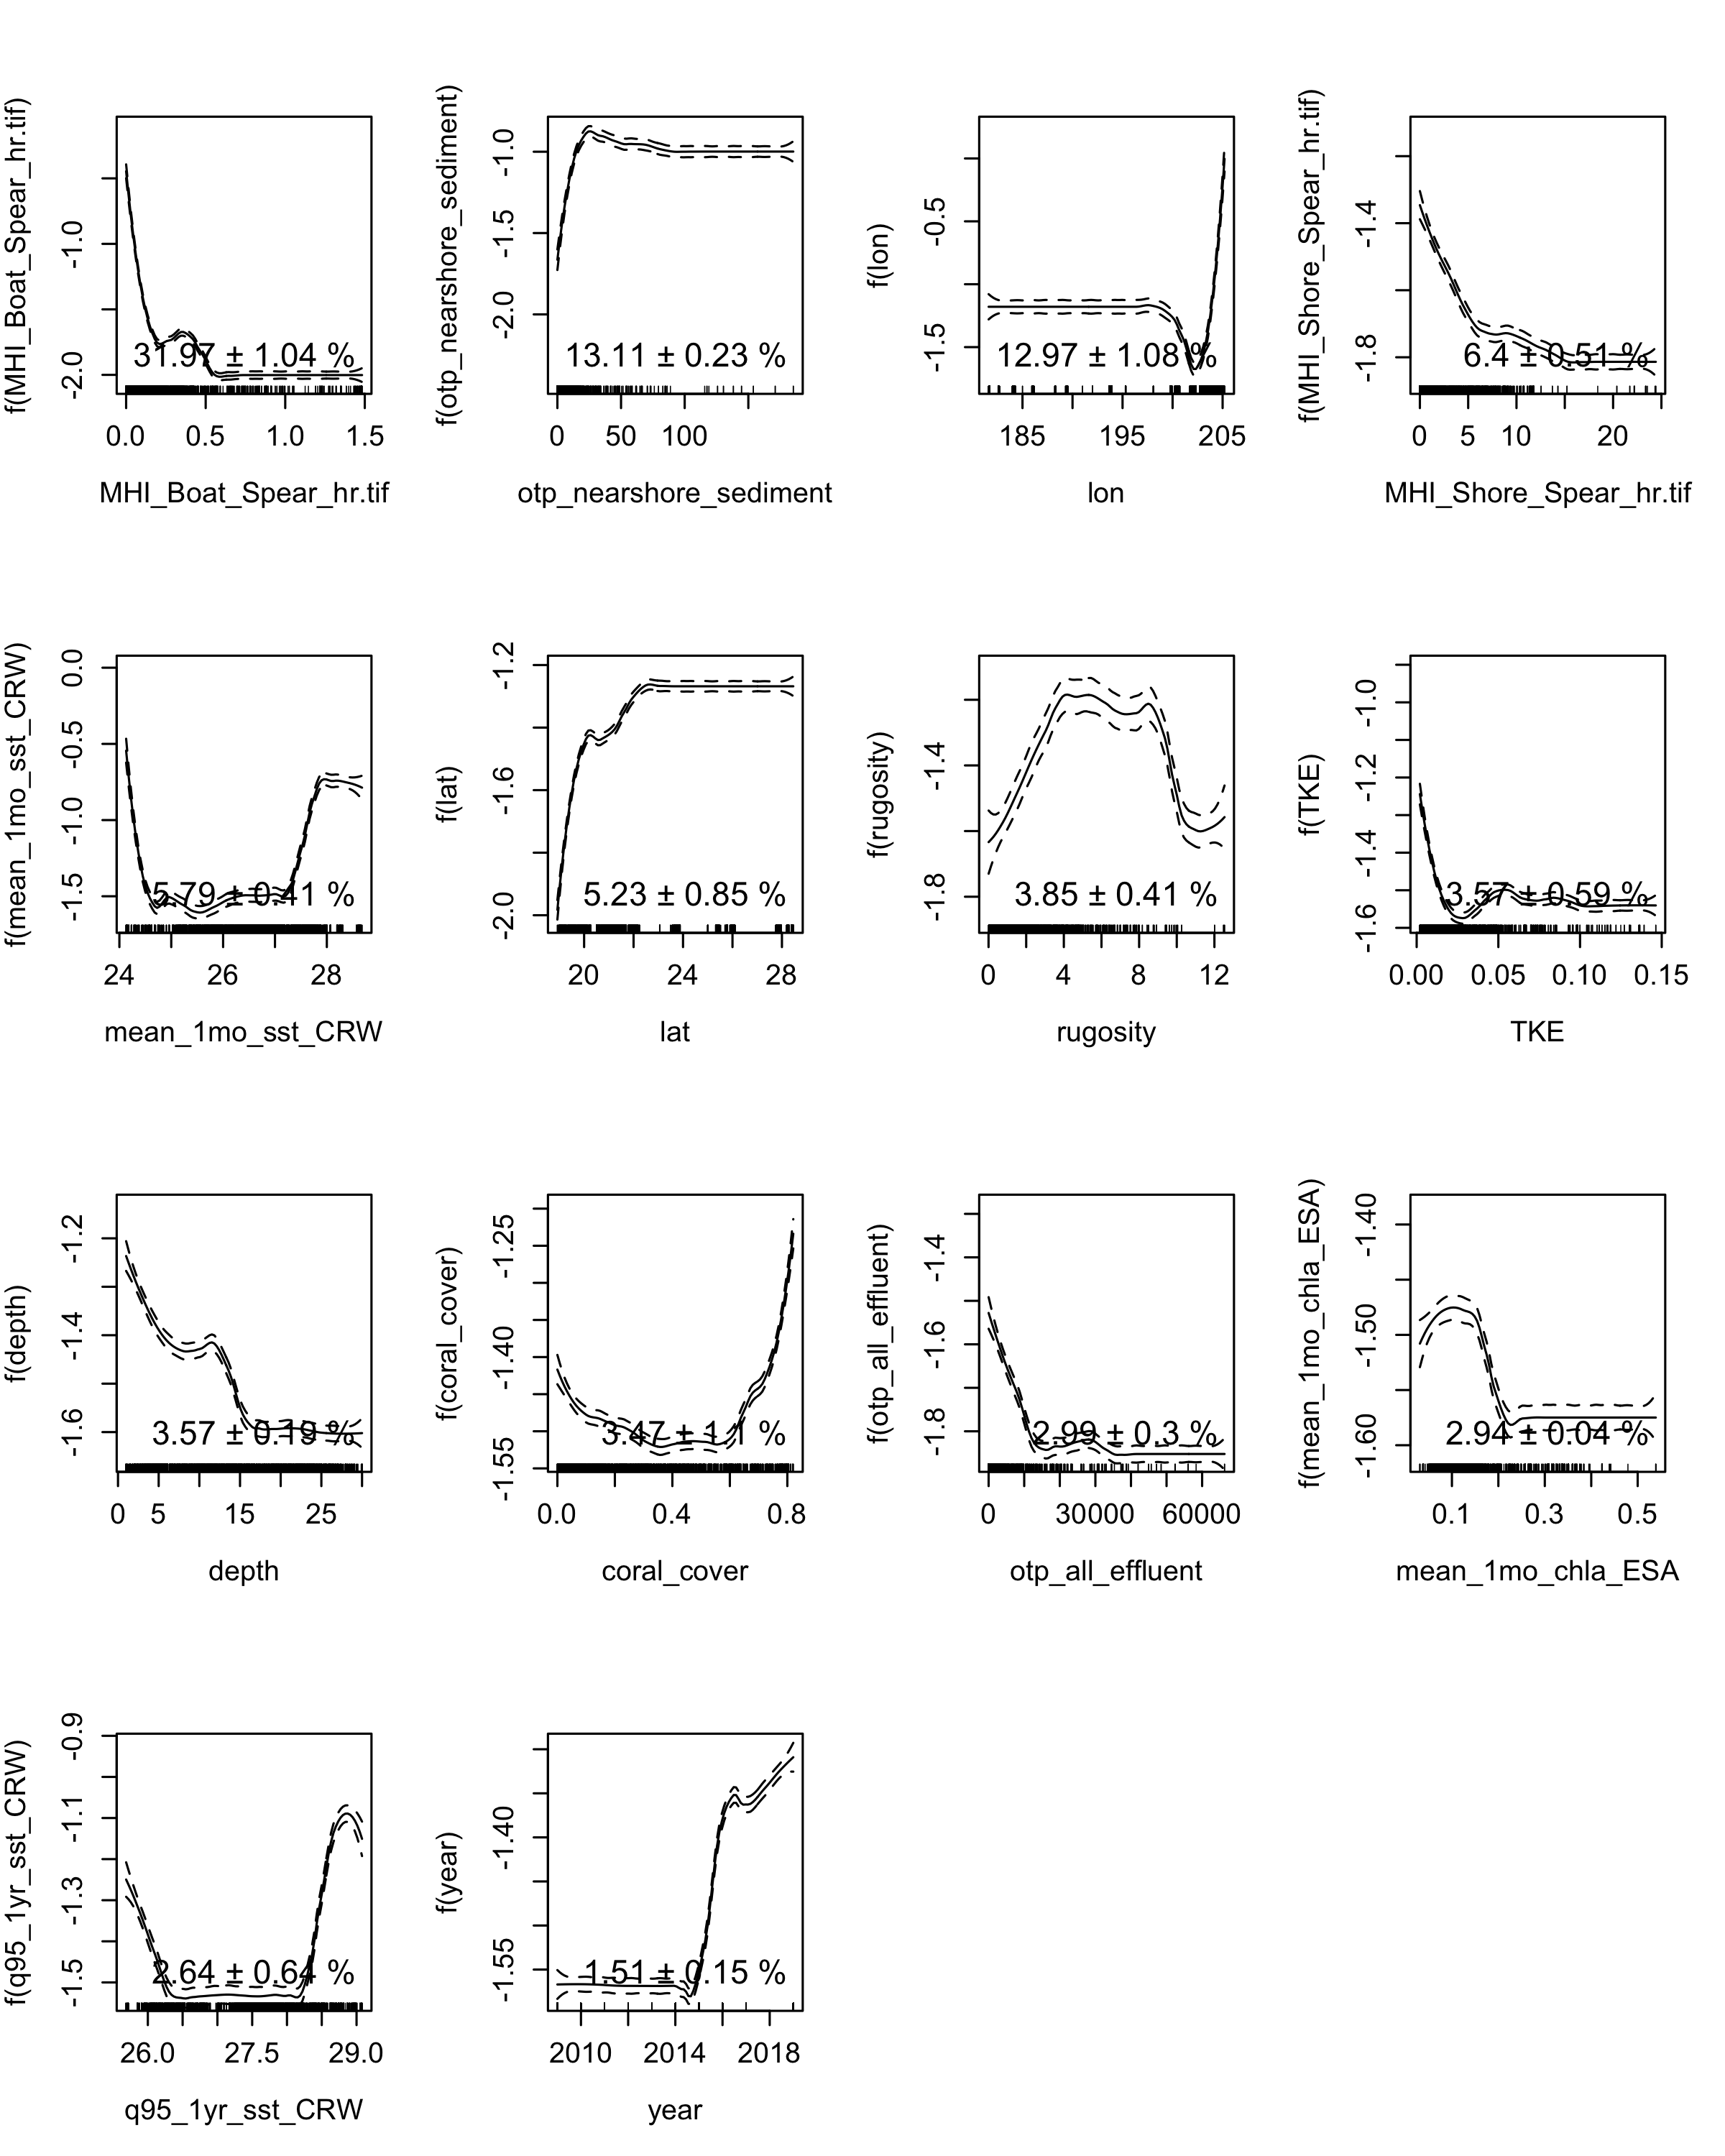 f(MHI_Boat_Spear_hr.tif)
-1.0
-2.0
31.97 ± 1.04 %
0.0 0.5 1.0 1.5
MHI_Boat_Spear_hr.tif
f(otp_nearshore_sediment)
-1.0
-1.5
-2.0
13.11 ± 0.23 %
0 50 100
otp_nearshore_sediment
f(lon)
-0.5
-1.5
12.97 ± 1.08 %
185 195 205
lon
f(MHI_Shore_Spear_hr.tif)
-1.4
-1.8
6.4 ± 0.51 %
0 5 10 20
MHI_Shore_Spear_hr.tif
f(mean_1mo_sst_CRW)
0.0
-0.5
-1.0
-1.5
5.79 ± 0.41 %
24 26 28
mean_1mo_sst_CRW
f(lat)
-1.2
-1.6
-2.0
5.23 ± 0.85 %
20 24 28
lat
f(rugosity)
-1.4
-1.8
3.85 ± 0.41 %
0 4 8 12
rugosity
f(TKE)
-1.0
-1.2
-1.4
-1.6
3.57 ± 0.59 %
0.00 0.05 0.10 0.15
TKE
f(depth)
-1.2
-1.4
-1.6
3.57 ± 0.19 %
0 5 15 25
depth
f(coral_cover)
-1.25
-1.40
-1.55
3.47 ± 1.1 %
0.0 0.4 0.8
coral_cover
f(otp_all_effluent)
-1.4
-1.6
-1.8
2.99 ± 0.3 %
0 30000 60000
otp_all_effluent
f(mean_1mo_chla_ESA)
-1.40
-1.50
-1.60
2.94 ± 0.04 %
0.1 0.3 0.5
mean_1mo_chla_ESA
f(q95_1yr_sst_CRW)
-0.9
-1.1
-1.3
-1.5
2.64 ± 0.64 %
26.0 27.5 29.0
q95_1yr_sst_CRW
f(year)
-1.40
-1.55
1.51 ± 0.15 %
2010 2014 2018
year